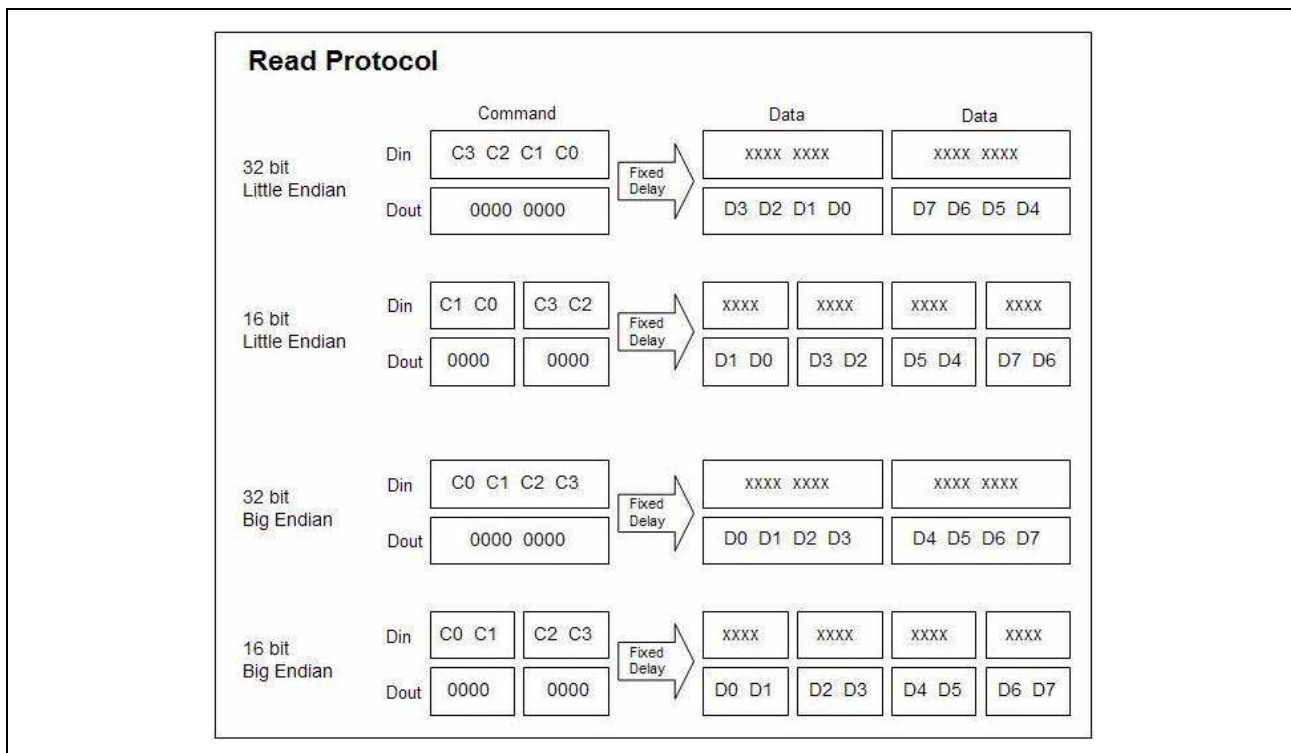 Read Protocol
Command Data Data
32 bit
Little Endian
Din C3 C2 C1 C0 XXXX XXXX XXXX XXXX
Fixed
Delay
Dout 0000 0000 D3 D2 D1 D0 D7 D6 D5 D4
16 bit
Little Endian
Din C1 C0 C3 C2 XXXX XXXX XXXX XXXX
Fixed
Delay
Dout 0000 0000 D1 D0 D3 D2 D5 D4 D7 D6
32 bit
Big Endian
Din C0 C1 C2 C3 XXXX XXXX XXXX XXXX
Fixed
Delay
Dout 0000 0000 D0 D1 D2 D3 D4 D5 D6 D7
16 bit
Big Endian
Din C0 C1 C2 C3 XXXX XXXX XXXX XXXX
Fixed
Delay
Dout 0000 0000 D0 D1 D2 D3 D4 D5 D6 D7